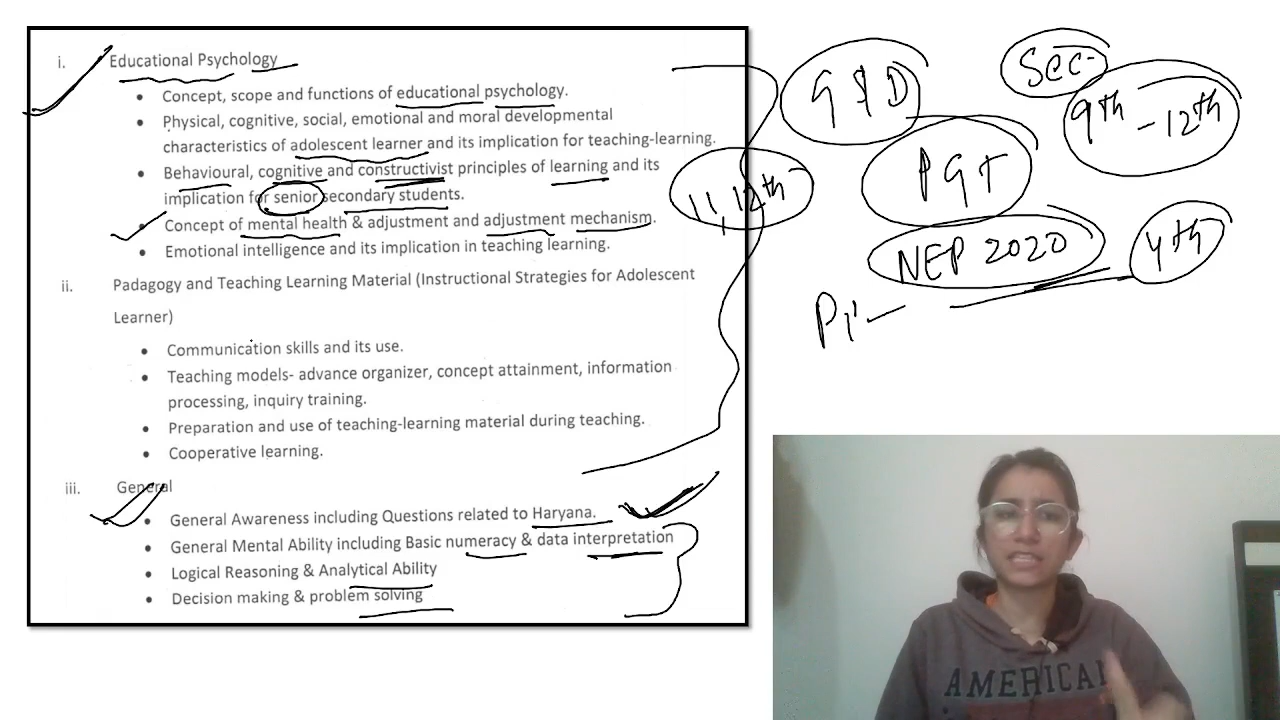 i. Educational Psychology
• Concept, scope and functions of educational psychology.
• Physical, cognitive, social, emotional and moral developmental
characteristics of adolescent learner and its implication for teaching-learning.
• Behavioural, cognitive and constructivist principles of learning and its
implication for senior secondary students.
• Concept of mental health & adjustment and adjustment mechanism.
• Emotional intelligence and its implication in teaching learning.
ii. Padagogy and Teaching Learning Material (Instructional Strategies for Adolescent
Learner)
• Communication skills and its use.
• Teaching models- advance organizer, concept attainment, information
processing, inquiry training.
• Preparation and use of teaching-learning material during teaching.
• Cooperative learning.
iii. General
• General Awareness including Questions related to Haryana.
• General Mental Ability including Basic numeracy & data interpretation
• Logical Reasoning & Analytical Ability
• Decision making & problem solving
11, 12th
G &D
PGT
NEP 2020
Sec-
9th - 12th
4th
AMERICAN